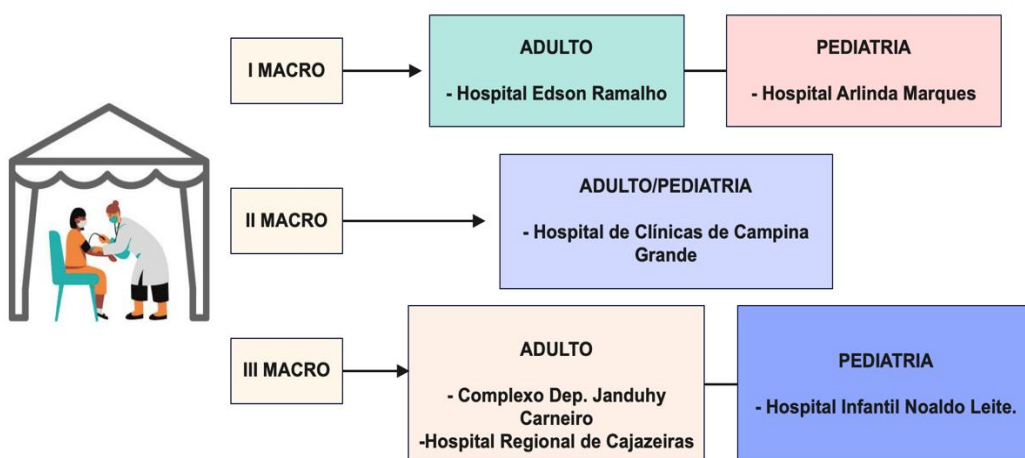 I MACRO
ADULTO
- Hospital Edson Ramalho
PEDIATRIA
- Hospital Arlinda Marques
II MACRO
ADULTO/PEDIATRIA
- Hospital de Clínicas de Campina
Grande
III MACRO
ADULTO
- Complexo Dep. Janduhy
Carneiro
-Hospital Regional de Cajazeiras
PEDIATRIA
- Hospital Infantil Noaldo Leite.